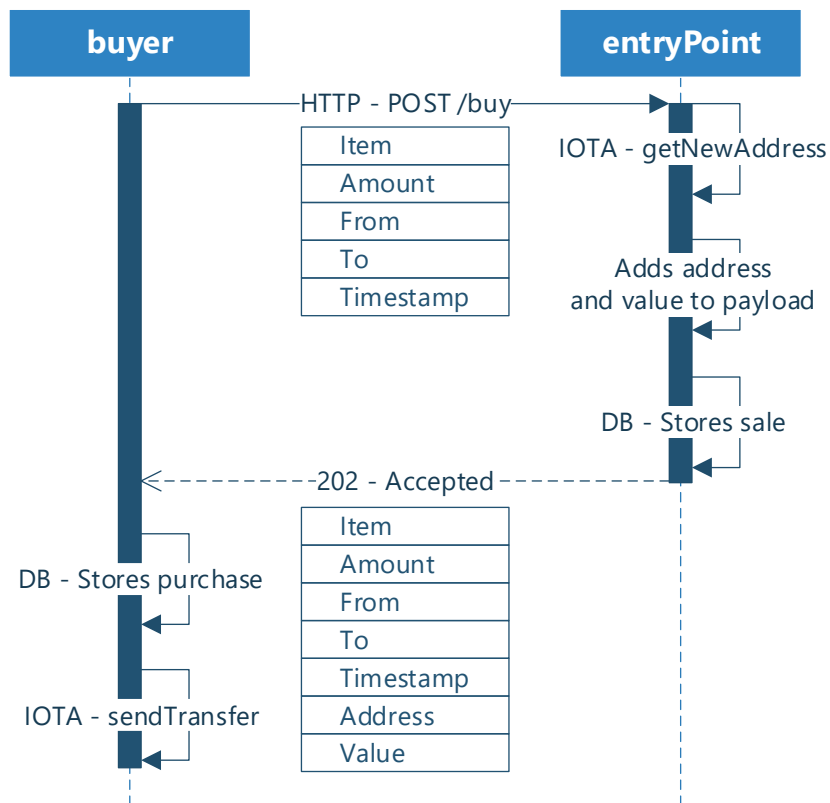 buyer
entryPoint
HTTP - POST /buy
Item
Amount
From
To
Timestamp
IOTA - getNewAddress
Adds address
and value to payload
DB - Stores sale
202 - Accepted
Item
Amount
From
To
Timestamp
Address
Value
DB - Stores purchase
IOTA - sendTransfer